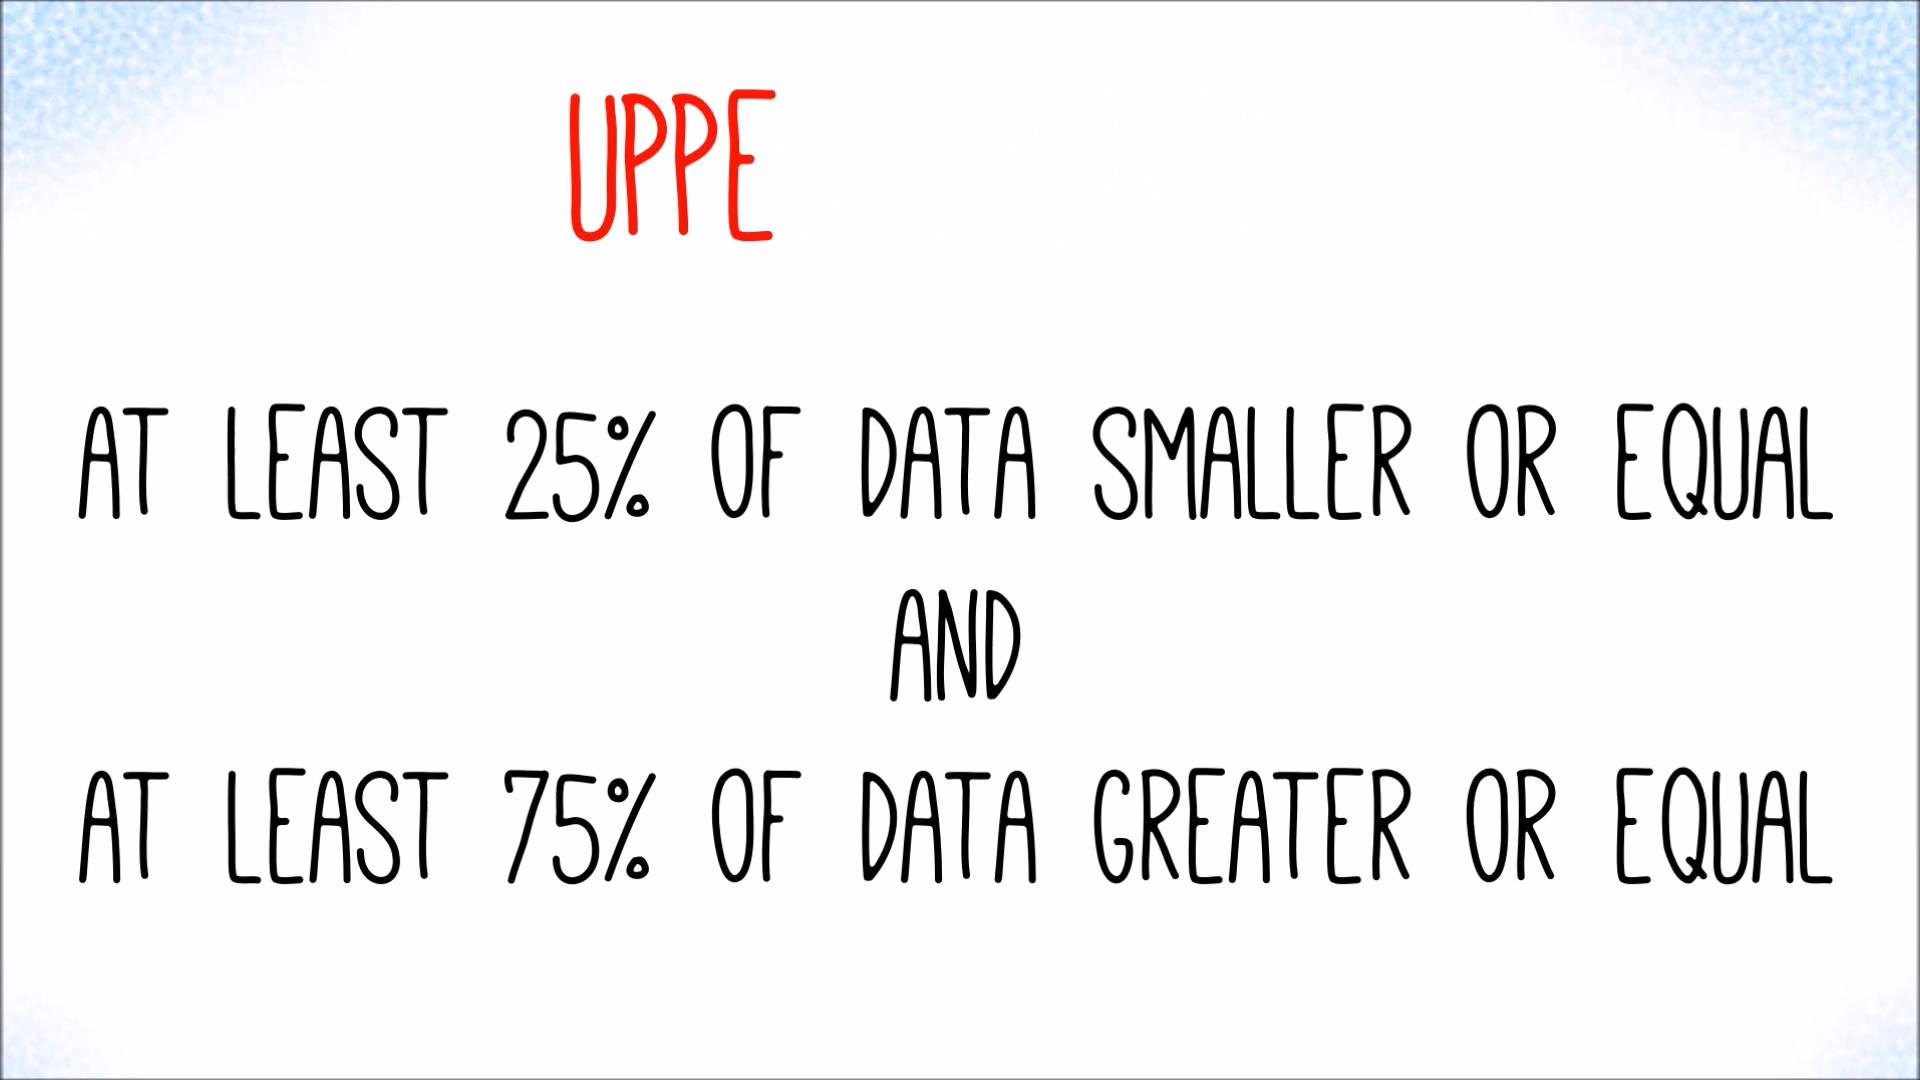 UPPE
AT LEAST 25% OF DATA SMALLER OR EQUAL
AND
AT LEAST 75% OF DATA GREATER OR EQUAL